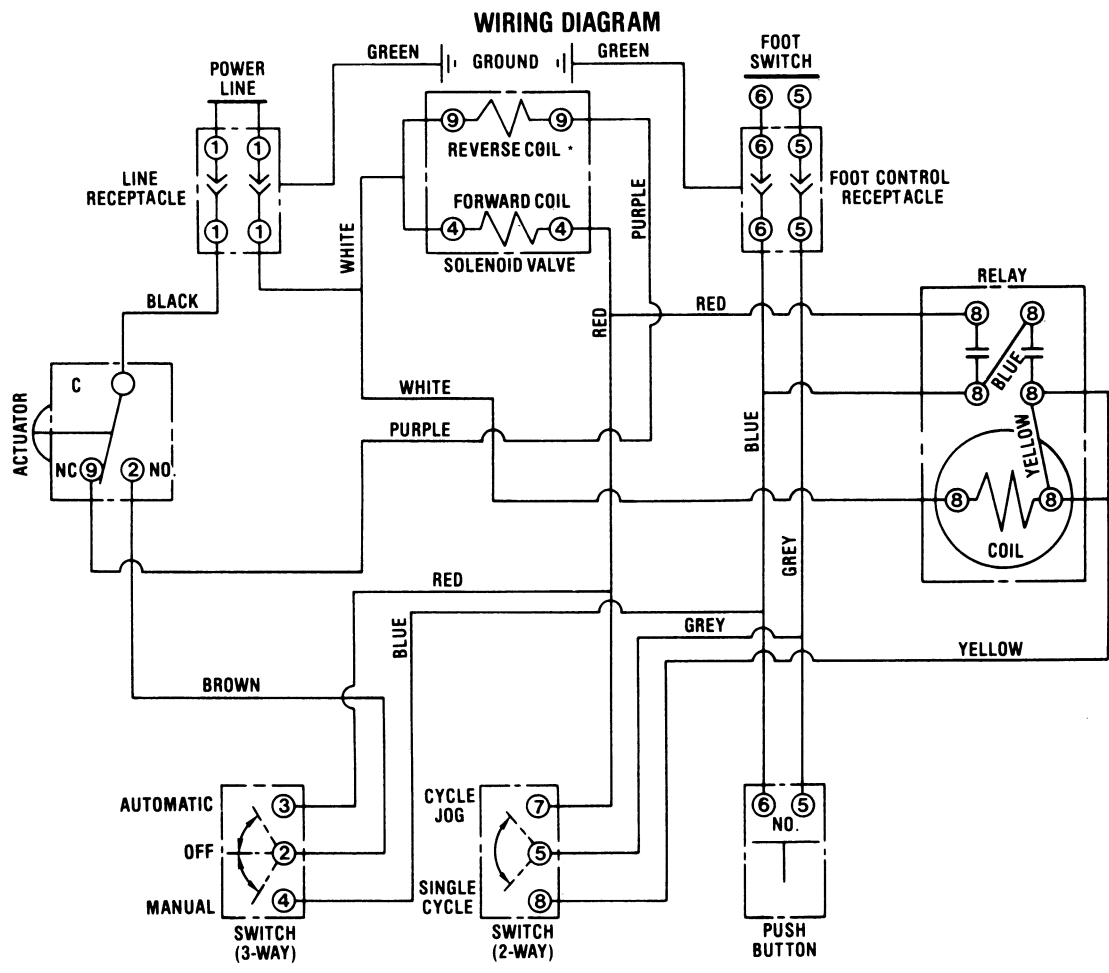 WIRING DIAGRAM
GREEN
GROUND
GREEN
FOOT
SWITCH
POWER
LINE
6 5
9 9
REVERSE COIL *
1 1
6 5
LINE
RECEPTACLE
FOOT CONTROL
RECEPTACLE
FORWARD COIL
4 4
1 1
6 5
PURPLE
WHITE
SOLENOID VALVE
RELAY
BLACK
RED
RED
8 8
BLUE
C
WHITE
8 8
ACTUATOR
PURPLE
BLUE
YELLOW
NC 9 2 NO.
8 8
COIL
GREY
RED
BLUE
GREY
YELLOW
BROWN
AUTOMATIC 3
OFF 2
MANUAL 4
SWITCH
(3-WAY)
CYCLE
JOG
7
5
SINGLE
CYCLE
8
SWITCH
(2-WAY)
6 5
NO.
PUSH
BUTTON